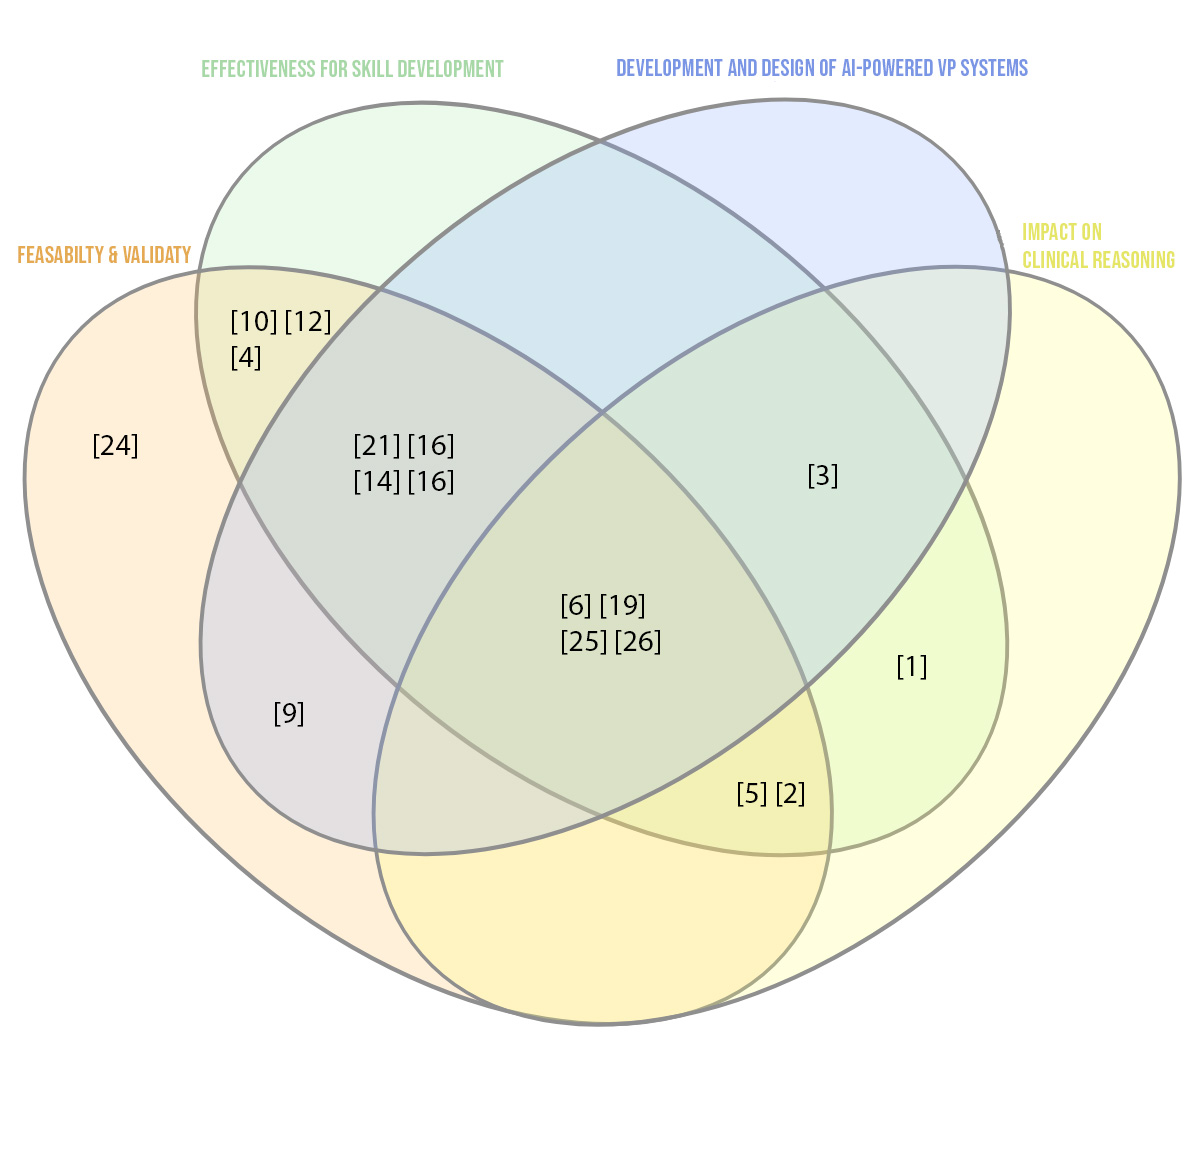 EFFECTIVENESS FOR SKILL DEVELOPMENT
DEVELOPMENT AND DESIGN OF AI-POWERED VP SYSTEMS
FEASABILTY & VALIDATY
IMPACT ON
CLINICAL REASONING
[10] [12]
[4]
[24]
[21] [16]
[14] [16]
[3]
[6] [19]
[25] [26]
[1]
[9]
[5] [2]